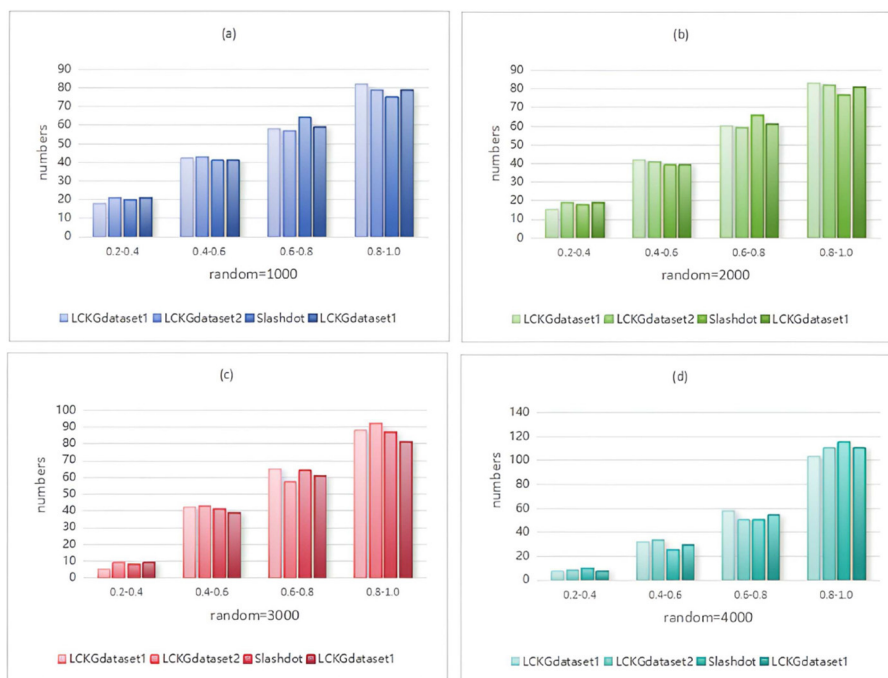 (a)
90
80
70
60
50
40
30
20
10
0
numbers
0.2-0.4 0.4-0.6 0.6-0.8 0.8-1.0
random=1000
LCKGdataset1 LCKGdataset2 Slashdot LCKGdataset1
(b)
90
80
70
60
50
40
30
20
10
0
numbers
0.2-0.4 0.4-0.6 0.6-0.8 0.8-1.0
random=2000
LCKGdataset1 LCKGdataset2 Slashdot LCKGdataset1
(c)
100
90
80
70
60
50
40
30
20
10
0
numbers
0.2-0.4 0.4-0.6 0.6-0.8 0.8-1.0
random=3000
LCKGdataset1 LCKGdataset2 Slashdot LCKGdataset1
(d)
140
120
100
80
60
40
20
0
numbers
0.2-0.4 0.4-0.6 0.6-0.8 0.8-1.0
random=4000
LCKGdataset1 LCKGdataset2 Slashdot LCKGdataset1